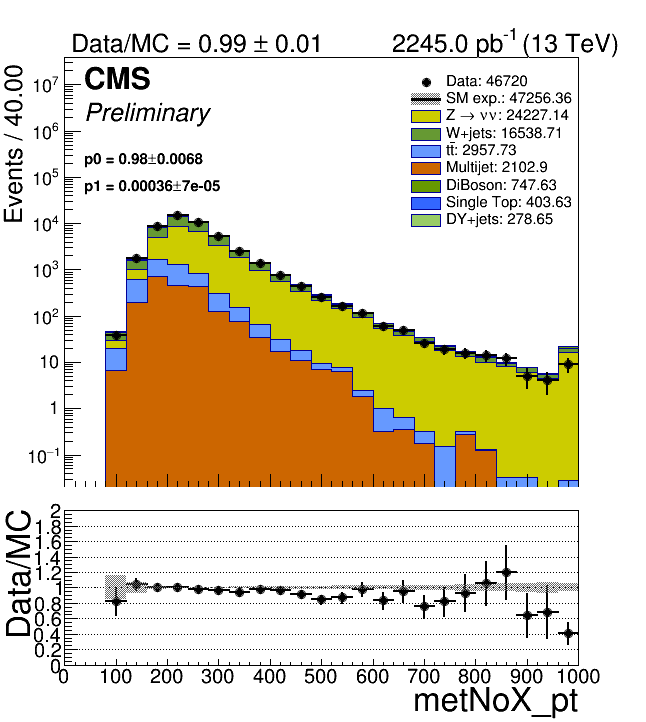 Data/MC = 0.99 ± 0.01 2245.0 pb⁻¹ (13 TeV)
CMS
Preliminary
p0 = 0.98±0.0068
p1 = 0.00036±7e-05
Data: 46720
SM exp.: 47256.36
Z → νν: 24227.14
W+jets: 16538.71
tt̄: 2957.73
Multijet: 2102.9
DiBoson: 747.63
Single Top: 403.63
DY+jets: 278.65
Events / 40.00
10⁷
10⁶
10⁵
10⁴
10³
10²
10
1
10⁻¹
Data/MC
2
1.8
1.6
1.4
1.2
1
0.8
0.6
0.4
0.2
0
0 100 200 300 400 500 600 700 800 900 1000
metNoX_pt